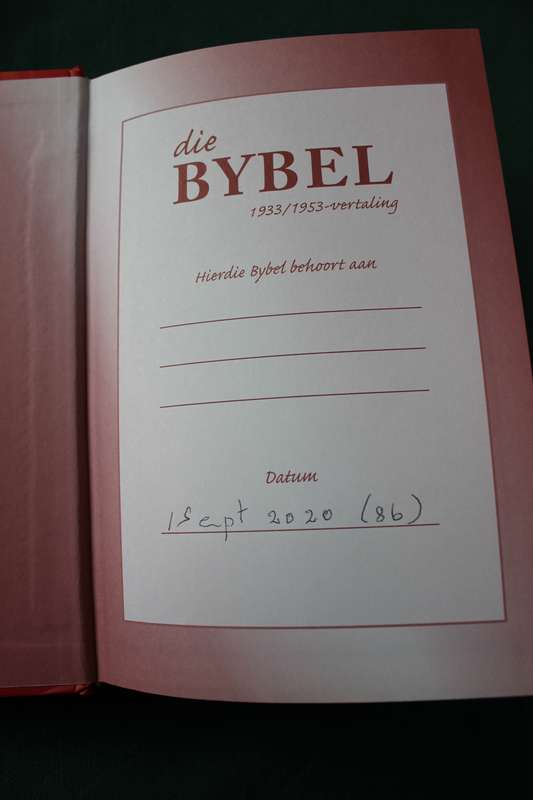 die
BYBEL
1933/1953-vertaling
Hierdie Bybel behoort aan
Datum
1 Sept 2020 (86)